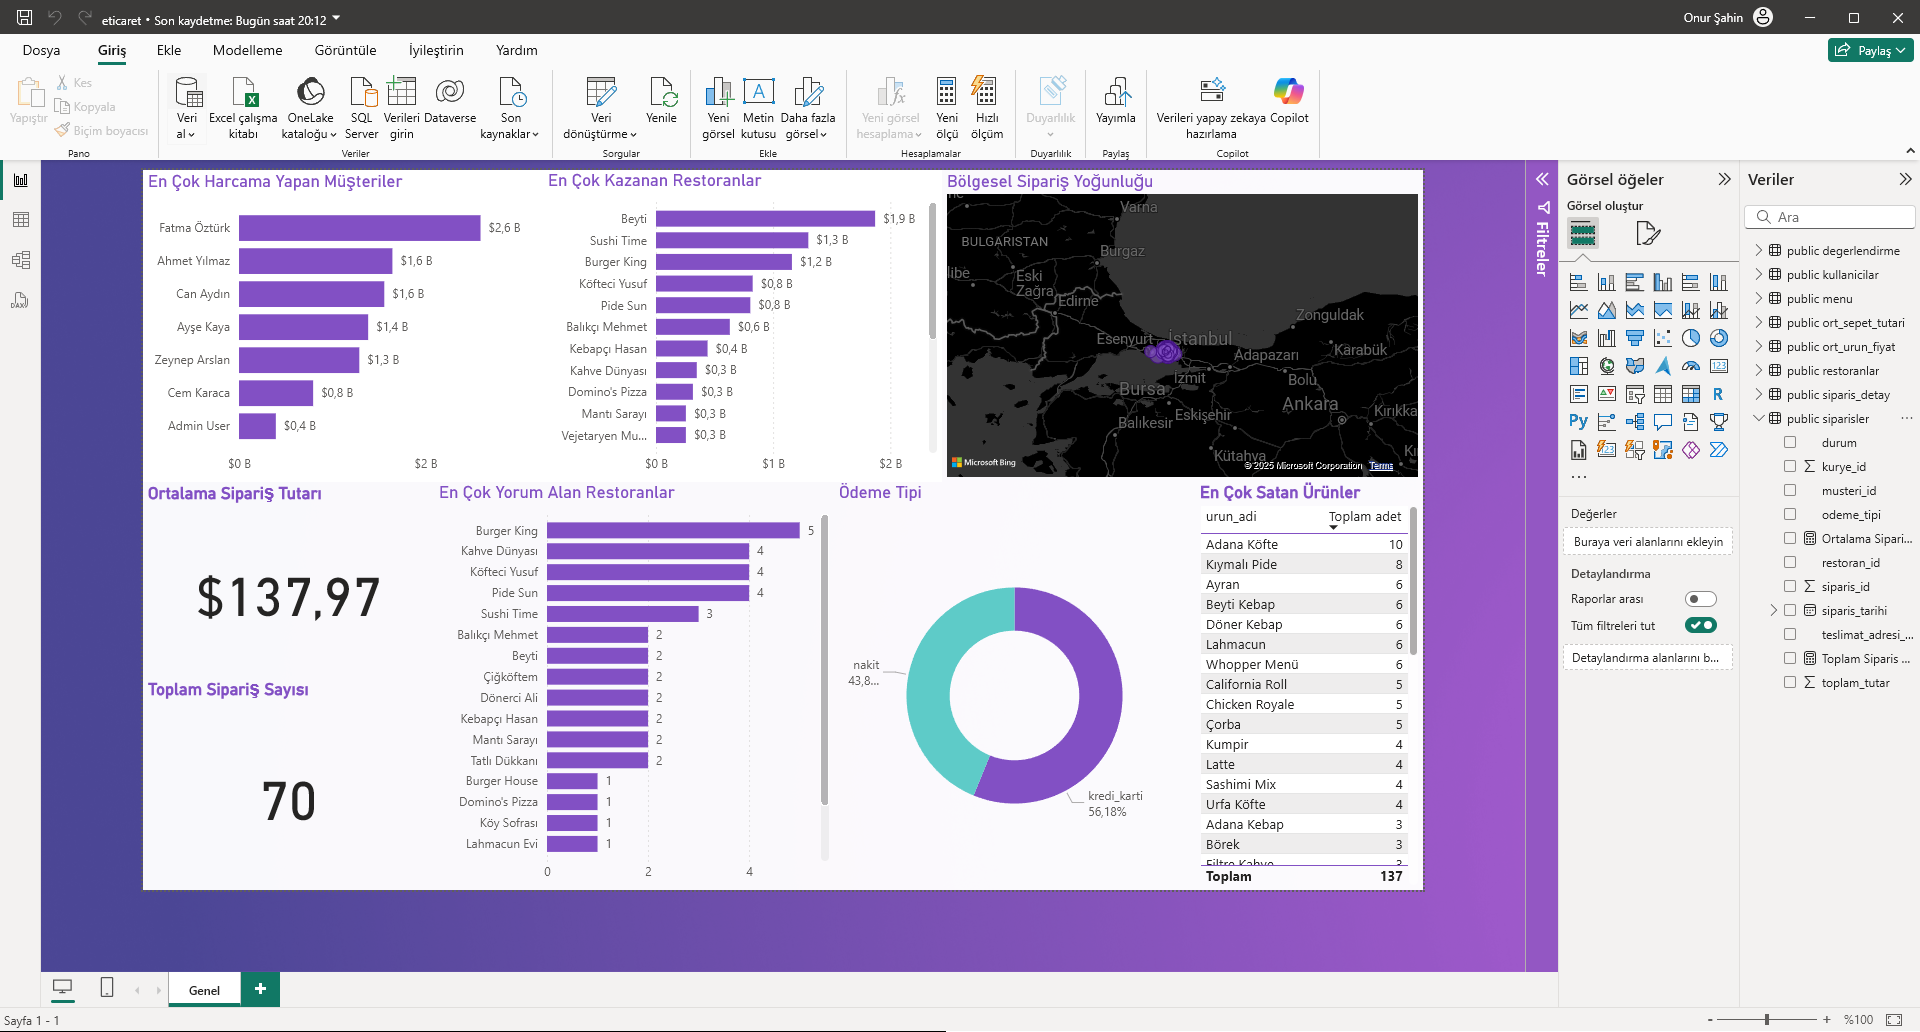 eticaret • Son kaydetme: Bugün saat 20:12
Onur Şahin
Dosya
Giriş
Ekle
Modelleme
Görüntüle
İyileştirin
Yardım
Paylaş
Yapıştır
Kes
Kopyala
Biçim boyacısı
Pano
Veri al
Excel çalışma kitabı
OneLake kataloğu
SQL Server
Verileri girin
Dataverse
Son kaynaklar
Veriler
Veri dönüştürme
Yenile
Sorgular
Yeni görsel
Metin kutusu
Daha fazla görsel
Ekle
Yeni görsel hesaplama
Yeni ölçü
Hızlı ölçüm
Hesaplamalar
Duyarlılık
Duyarlılık
Yayımla
Paylaş
Verileri yapay zekaya hazırlama
Copilot
Copilot
En Çok Harcama Yapan Müşteriler
Fatma Öztürk $2,6 B
Ahmet Yılmaz $1,6 B
Can Aydın $1,6 B
Ayşe Kaya $1,4 B
Zeynep Arslan $1,3 B
Cem Karaca $0,8 B
Admin User $0,4 B
$0 B $2 B
En Çok Kazanan Restoranlar
Beyti $1,9 B
Sushi Time $1,3 B
Burger King $1,2 B
Köfteci Yusuf $0,8 B
Pide Sun $0,8 B
Balıkçı Mehmet $0,6 B
Kebapçı Hasan $0,4 B
Kahve Dünyası $0,3 B
Domino's Pizza $0,3 B
Mantı Sarayı $0,3 B
Vejetaryen Mu... $0,3 B
$0 B $1 B $2 B
Bölgesel Sipariş Yoğunluğu
Varna
BULGARISTAN
Burgaz
libe
Eski Zağra
Edirne
Zonguldak
Esenyurt
İstanbul
Adapazarı
Karabük
İzmit
Bursa
Bolu
Ankara
Kırıkka
Eskişehir
Balıkesir
Kütahya
Kı
Microsoft Bing
© 2025 Microsoft Corporation Terms
Ortalama Sipariş Tutarı
$137,97
Toplam Sipariş Sayısı
70
En Çok Yorum Alan Restoranlar
Burger King 5
Kahve Dünyası 4
Köfteci Yusuf 4
Pide Sun 4
Sushi Time 3
Balıkçı Mehmet 2
Beyti 2
Çiğköftem 2
Dönerci Ali 2
Kebapçı Hasan 2
Mantı Sarayı 2
Tatlı Dükkanı 2
Burger House 1
Domino's Pizza 1
Köy Sofrası 1
Lahmacun Evi 1
0 2 4
Ödeme Tipi
nakit
43,8...
kredi_karti
56,18%
En Çok Satan Ürünler
urun_adi Toplam adet
Adana Köfte 10
Kıymalı Pide 8
Ayran 6
Beyti Kebap 6
Döner Kebap 6
Lahmacun 6
Whopper Menü 6
California Roll 5
Chicken Royale 5
Çorba 5
Kumpir 4
Latte 4
Sashimi Mix 4
Urfa Köfte 4
Adana Kebap 3
Börek 3
Filtre Kahve 3
Toplam 137
Filtreler
Görsel öğeler
Görsel oluştur
123
R
Py
...
Değerler
Buraya veri alanlarını ekleyin
Detaylandırma
Raporlar arası
Tüm filtreleri tut
Detaylandırma alanlarını b...
Veriler
Ara
public degerlendirme
public kullanicilar
public menu
public ort_sepet_tutari
public ort_urun_fiyat
public restoranlar
public siparis_detay
public siparisler
durum
kurye_id
musteri_id
odeme_tipi
Ortalama Sipari...
restoran_id
siparis_id
siparis_tarihi
teslimat_adresi_...
Toplam Siparis ...
toplam_tutar
Genel
Sayfa 1 - 1
- + %100